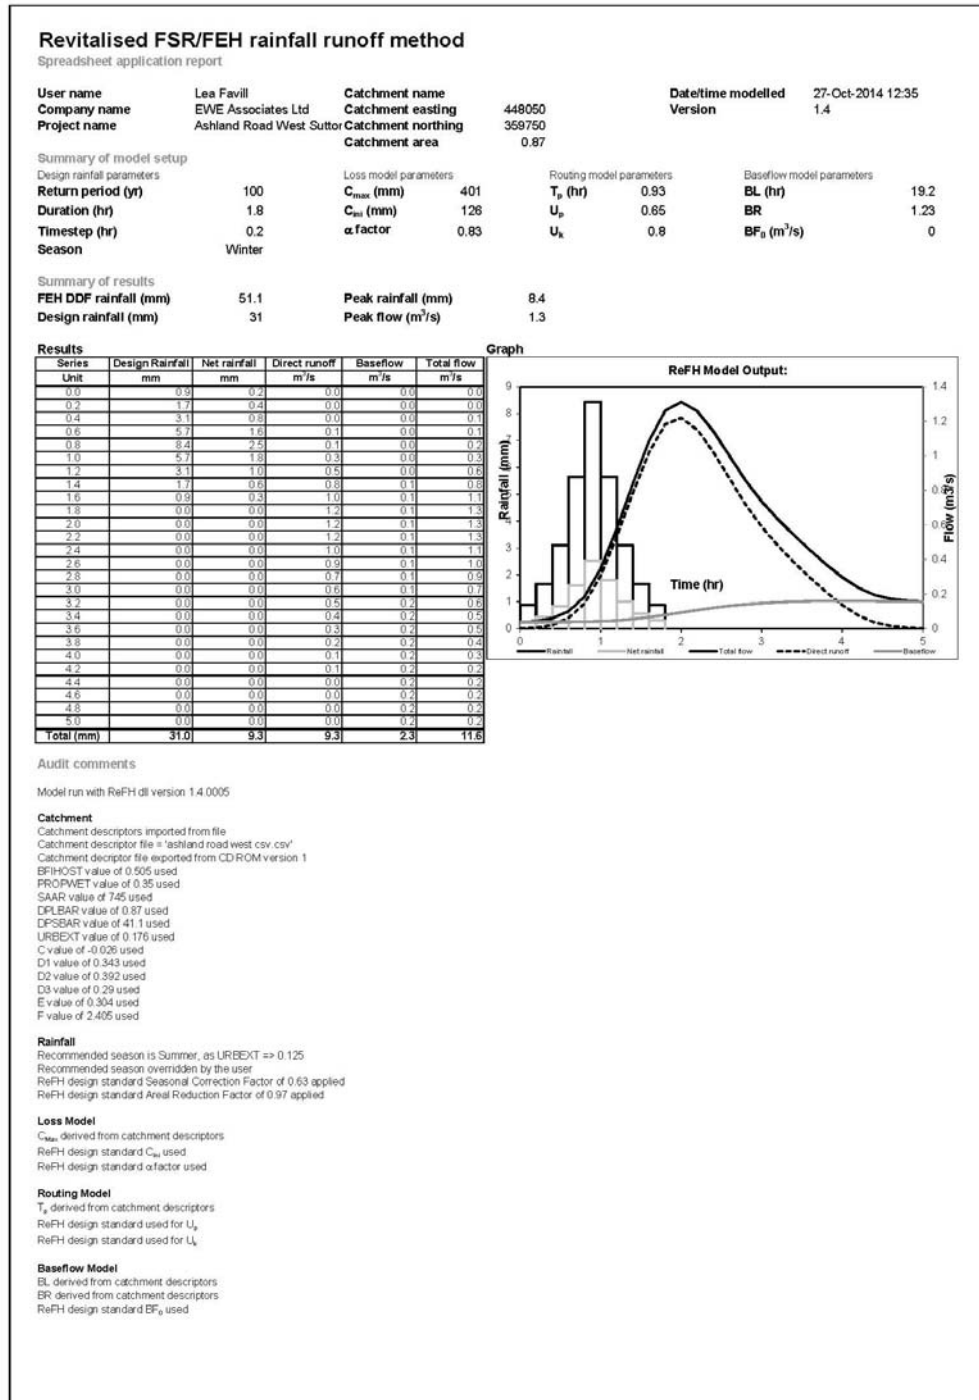 Revitalised FSR/FEH rainfall runoff method
Spreadsheet application report
User name Lea Favill Catchment name Date/time modelled 27-Oct-2014 12:35
Company name EWE Associates Ltd Catchment easting 448050 Version 1.4
Project name Ashland Road West Suttor Catchment northing 359750
Catchment area 0.87
Summary of model setup
Design rainfall parameters Loss model parameters Routing model parameters Baseflow model parameters
Return period (yr) 100 Cmax (mm) 401 Tp (hr) 0.93 BL (hr) 19.2
Duration (hr) 1.8 Cini (mm) 126 Up 0.65 BR 1.23
Timestep (hr) 0.2 α factor 0.83 Uk 0.8 BF0 (m³/s) 0
Season Winter
Summary of results
FEH DDF rainfall (mm) 51.1 Peak rainfall (mm) 8.4
Design rainfall (mm) 31 Peak flow (m³/s) 1.3
Results
Series Design Rainfall Net rainfall Direct runoff Baseflow Total flow
Unit mm mm m³/s m³/s m³/s
0.0 0.9 0.2 0.0 0.0 0.0
0.2 1.7 0.4 0.0 0.0 0.0
0.4 3.1 0.8 0.0 0.0 0.1
0.6 5.7 1.6 0.1 0.0 0.1
0.8 8.4 2.5 0.1 0.0 0.2
1.0 5.7 1.8 0.3 0.0 0.3
1.2 3.1 1.0 0.5 0.0 0.6
1.4 1.7 0.6 0.8 0.1 0.8
1.6 0.9 0.3 1.0 0.1 1.1
1.8 0.0 0.0 1.2 0.1 1.3
2.0 0.0 0.0 1.2 0.1 1.3
2.2 0.0 0.0 1.2 0.1 1.3
2.4 0.0 0.0 1.0 0.1 1.1
2.6 0.0 0.0 0.9 0.1 1.0
2.8 0.0 0.0 0.7 0.1 0.9
3.0 0.0 0.0 0.6 0.1 0.7
3.2 0.0 0.0 0.5 0.2 0.6
3.4 0.0 0.0 0.4 0.2 0.5
3.6 0.0 0.0 0.3 0.2 0.5
3.8 0.0 0.0 0.2 0.2 0.4
4.0 0.0 0.0 0.1 0.2 0.3
4.2 0.0 0.0 0.1 0.2 0.2
4.4 0.0 0.0 0.0 0.2 0.2
4.6 0.0 0.0 0.0 0.2 0.2
4.8 0.0 0.0 0.0 0.2 0.2
5.0 0.0 0.0 0.0 0.2 0.2
Total (mm) 31.0 9.3 9.3 2.3 11.6
Graph
ReFH Model Output:
9 1.4
8 1.2
7
6 1
5 0.8
4 0.6
3 0.4
2
1 0.2
0 0
Rainfall (mm)
Flow (m3/s)
Time (hr)
0 1 2 3 4 5
Rainfall Net rainfall Total flow Direct runoff Baseflow
Audit comments
Model run with ReFH dll version 1.4.0005
Catchment
Catchment descriptors imported from file
Catchment descriptor file = 'ashland road west csv.csv'
Catchment decriptor file exported from CD ROM version 1
BFIHOST value of 0.505 used
PROPWET value of 0.35 used
SAAR value of 745 used
DPLBAR value of 0.87 used
DPSBAR value of 41.1 used
URBEXT value of 0.176 used
C value of -0.026 used
D1 value of 0.343 used
D2 value of 0.392 used
D3 value of 0.29 used
E value of 0.304 used
F value of 2.405 used
Rainfall
Recommended season is Summer, as URBEXT => 0.125
Recommended season overridden by the user
ReFH design standard Seasonal Correction Factor of 0.63 applied
ReFH design standard Areal Reduction Factor of 0.97 applied
Loss Model
CMax derived from catchment descriptors
ReFH design standard Cini used
ReFH design standard α factor used
Routing Model
Tp derived from catchment descriptors
ReFH design standard used for Up
ReFH design standard used for Uk
Baseflow Model
BL derived from catchment descriptors
BR derived from catchment descriptors
ReFH design standard BF0 used